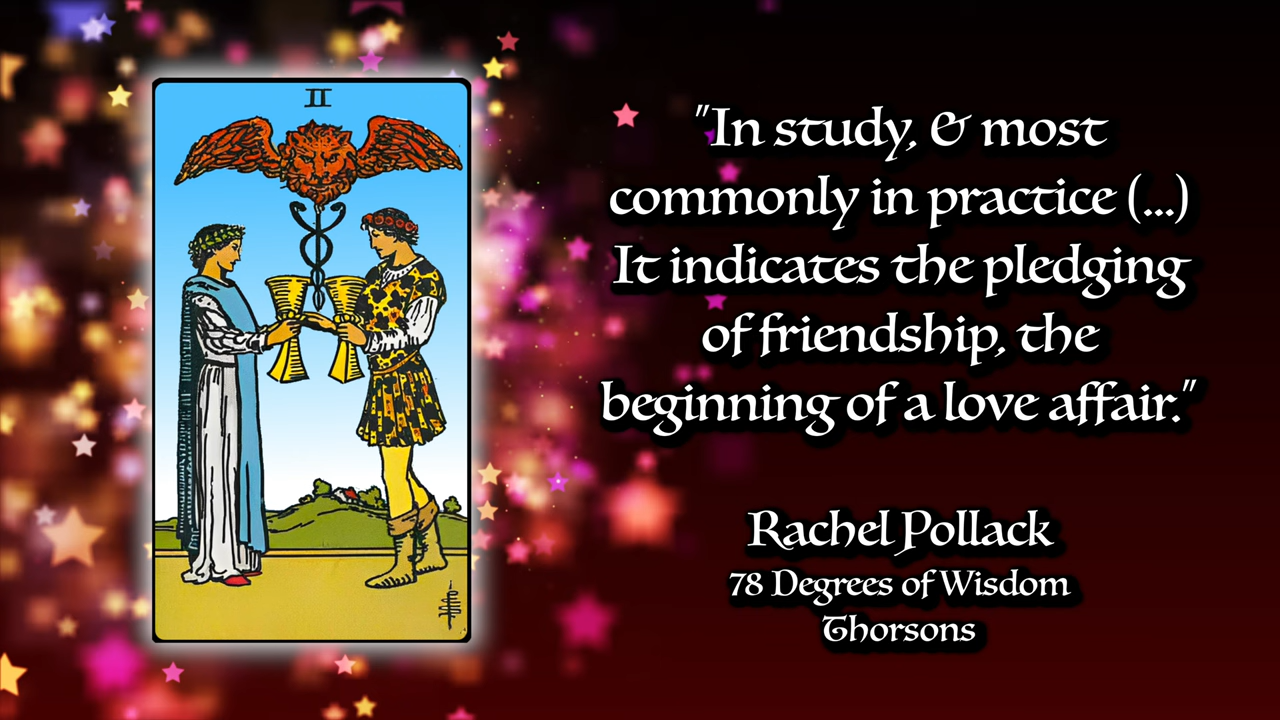 II
"In study, & most
commonly in practice (...)
It indicates the pledging
of friendship, the
beginning of a love affair."
Rachel Pollack
78 Degrees of Wisdom
Thorsons